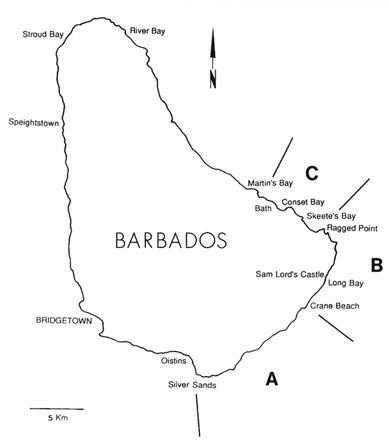 Stroud Bay
River Bay
N
Speightstown
Martin's Bay
C
Bath
Conset Bay
Skeete's Bay
Ragged Point
BARBADOS
B
Sam Lord's Castle
Long Bay
Crane Beach
BRIDGETOWN
Oistins
A
Silver Sands
5 Km